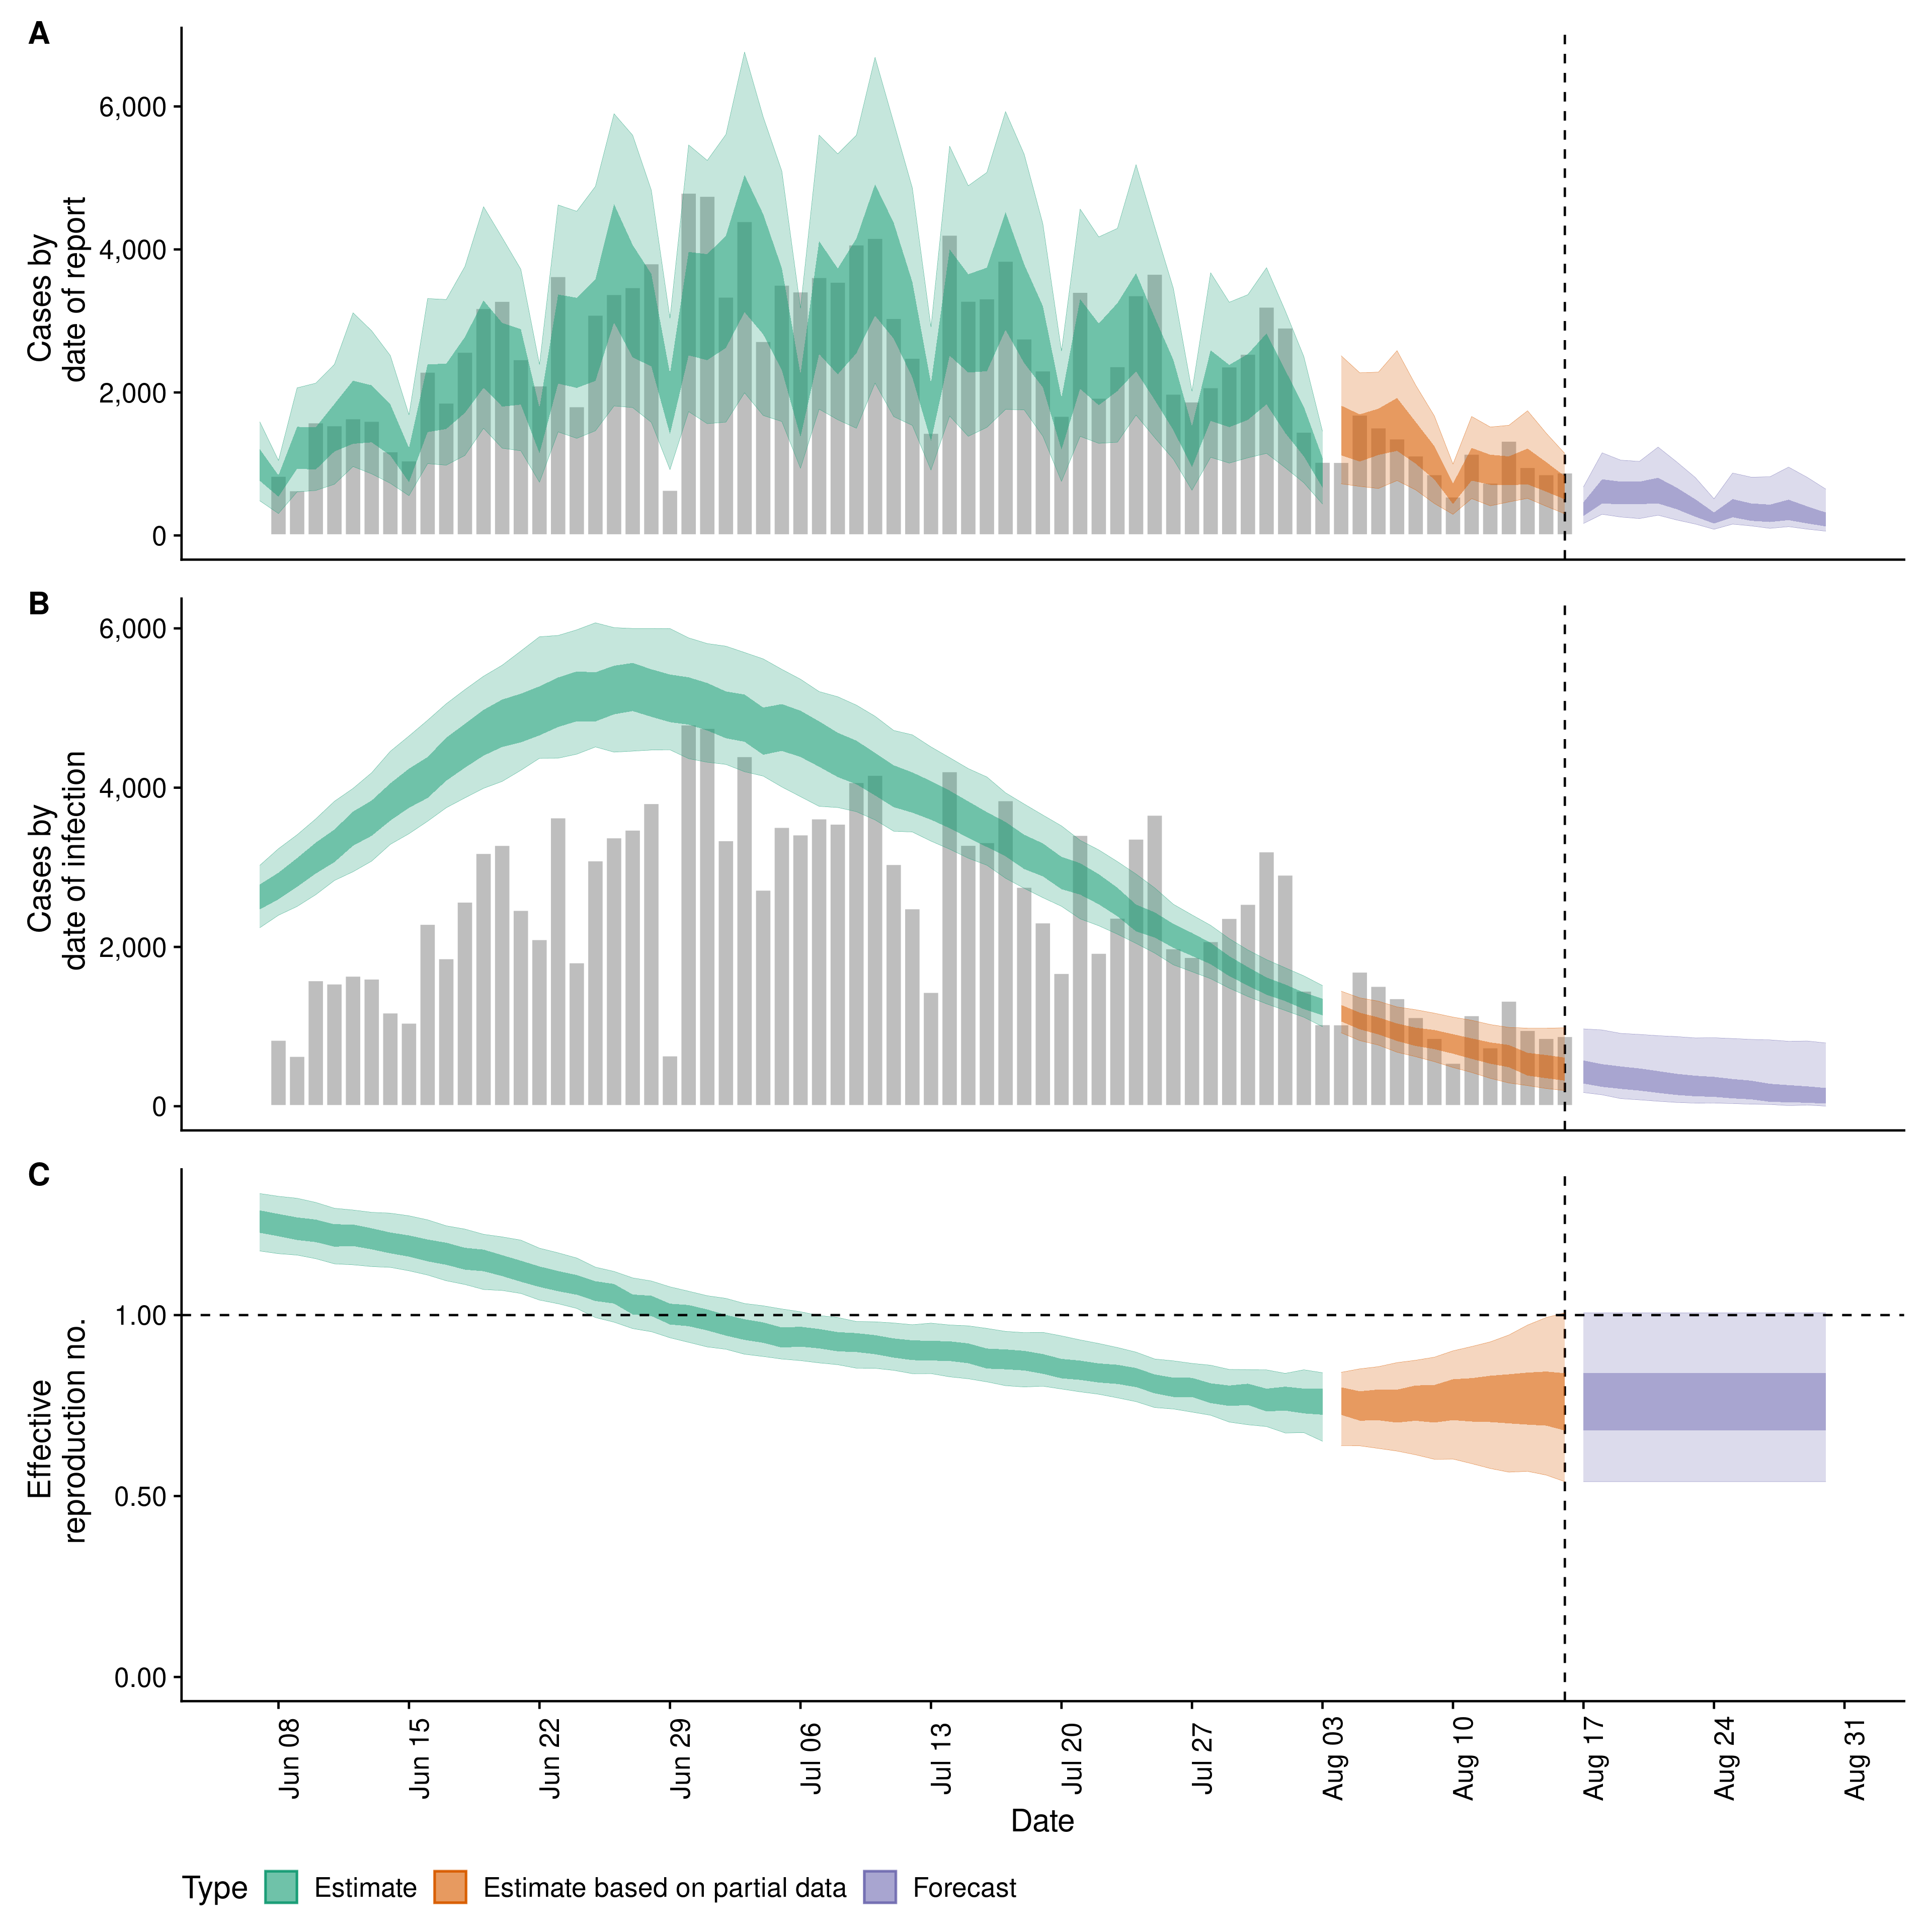 A
Cases by
date of report
6,000
4,000
2,000
0
B
Cases by
date of infection
6,000
4,000
2,000
0
C
Effective
reproduction no.
1.00
0.50
0.00
Jun 08
Jun 15
Jun 22
Jun 29
Jul 06
Jul 13
Jul 20
Jul 27
Aug 03
Aug 10
Aug 17
Aug 24
Aug 31
Date
Type Estimate Estimate based on partial data Forecast